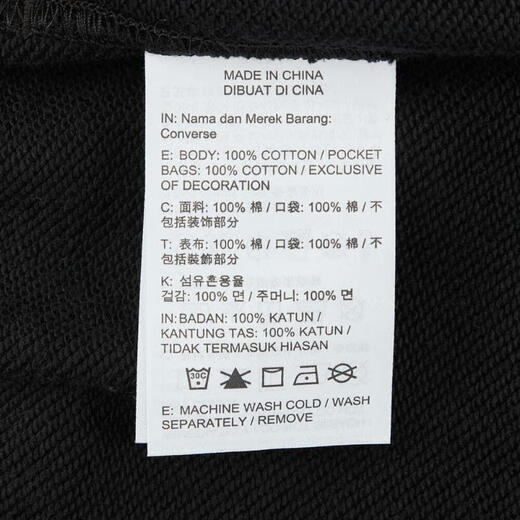 MADE IN CHINA
DIBUAT DI CINA
IN: Nama dan Merek Barang:
Converse
E: BODY: 100% COTTON / POCKET
BAGS: 100% COTTON / EXCLUSIVE
OF DECORATION
C: 面料: 100% 棉 / 口袋: 100% 棉 / 不
包括装饰部分
T: 表布: 100% 棉 / 口袋: 100% 棉 / 不
包括裝飾部分
K: 섬유혼용율
겉감: 100% 면 / 주머니: 100% 면
IN: BADAN: 100% KATUN /
KANTUNG TAS: 100% KATUN /
TIDAK TERMASUK HIASAN
30C
E: MACHINE WASH COLD / WASH
SEPARATELY / REMOVE